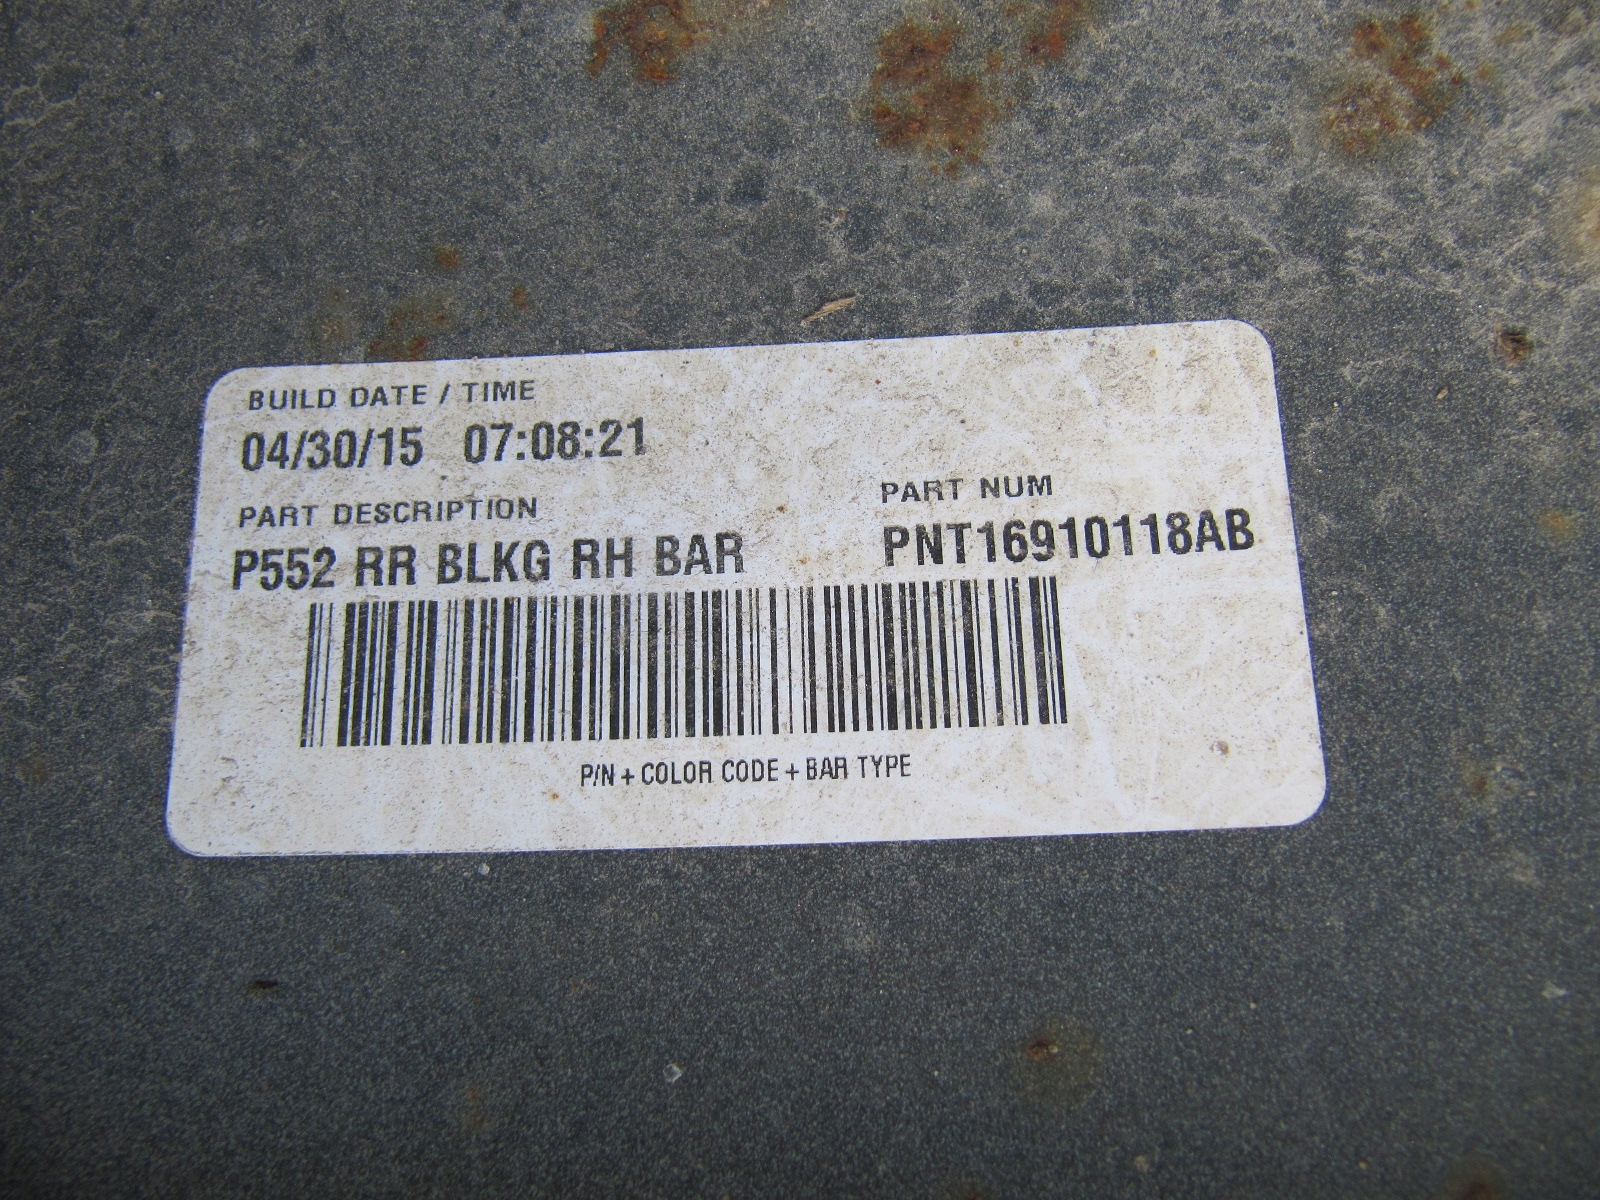 BUILD DATE / TIME
04/30/15 07:08:21
PART DESCRIPTION
P552 RR BLKG RH BAR
PART NUM
PNT16910118AB
P/N + COLOR CODE + BAR TYPE